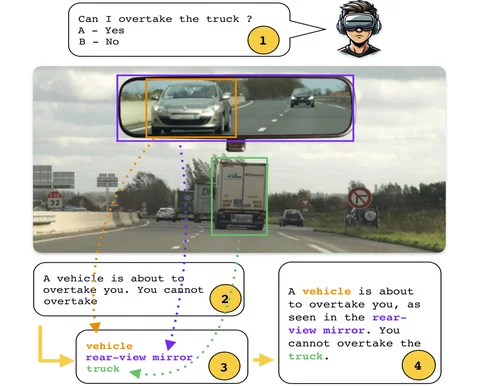 Can I overtake the truck ?
A - Yes
B - No
1
32
A vehicle is about to
overtake you. You cannot
overtake
2
vehicle
rear-view mirror
truck
3
A vehicle is about
to overtake you, as
seen in the rear-
view mirror. You
cannot overtake the
truck.
4